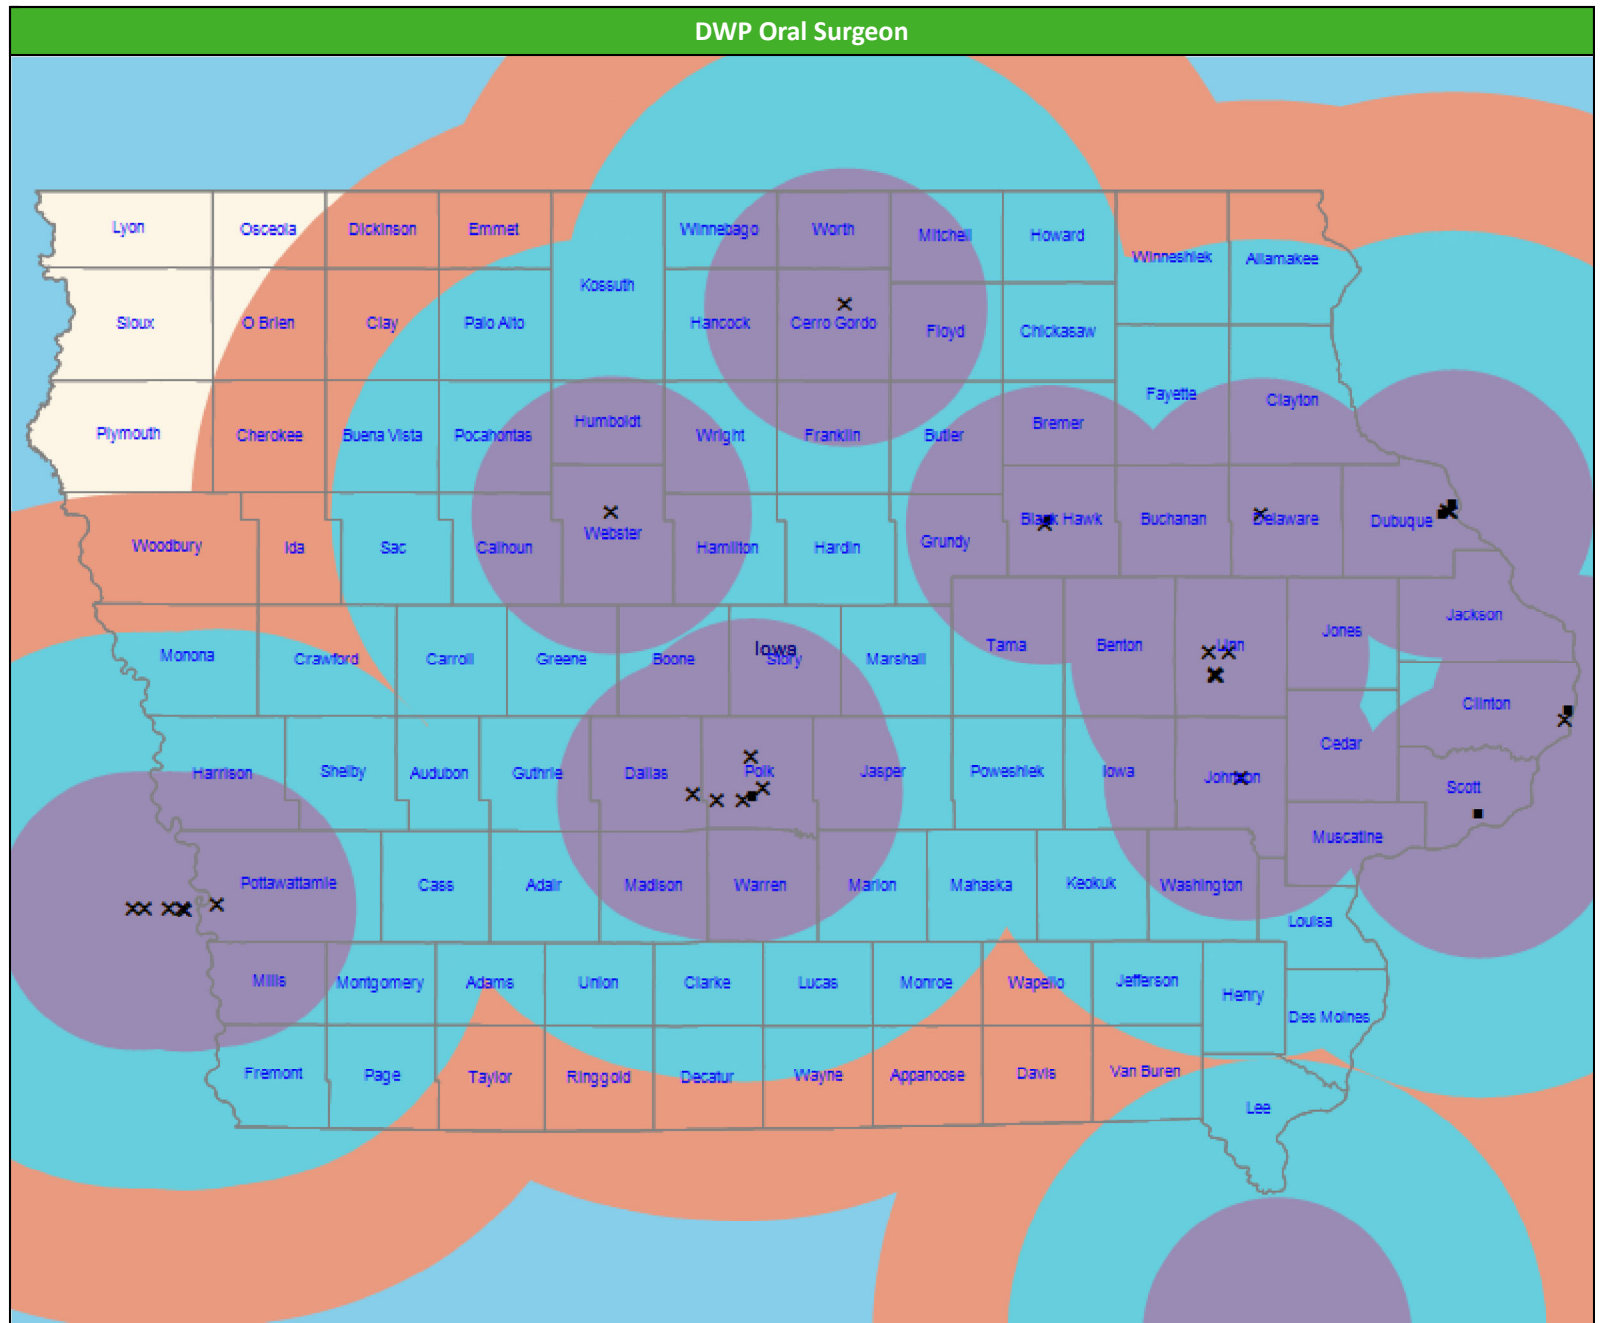 DWP Oral Surgeon
Lyon Osceola Dickinson Emmet Winnebago Worth Mitchell Howard
Winneshiek Allamakee
Kossuth
Sioux O Brien Clay Palo Alto Hancock Cerro Gordo Floyd Chickasaw
Fayette Clayton
Plymouth Cherokee Buena Vista Pocahontas Humboldt Wright Franklin Butler Bremer
Woodbury Ida Sac Calhoun Webster Hamilton Hardin Grundy Black Hawk Buchanan Delaware Dubuque
Iowa
Monona Crawford Carroll Greene Boone Story Marshall Tama Benton Linn Jones Jackson
Harrison Shelby Audubon Guthrie Dallas Polk Jasper Poweshiek Iowa Johnson Cedar Clinton
Scott
Muscatine
Pottawattamie Cass Adair Madison Warren Marion Mahaska Keokuk Washington
Louisa
Mills Montgomery Adams Union Clarke Lucas Monroe Wapello Jefferson Henry
Des Moines
Fremont Page Taylor Ringgold Decatur Wayne Appanoose Davis Van Buren
Lee